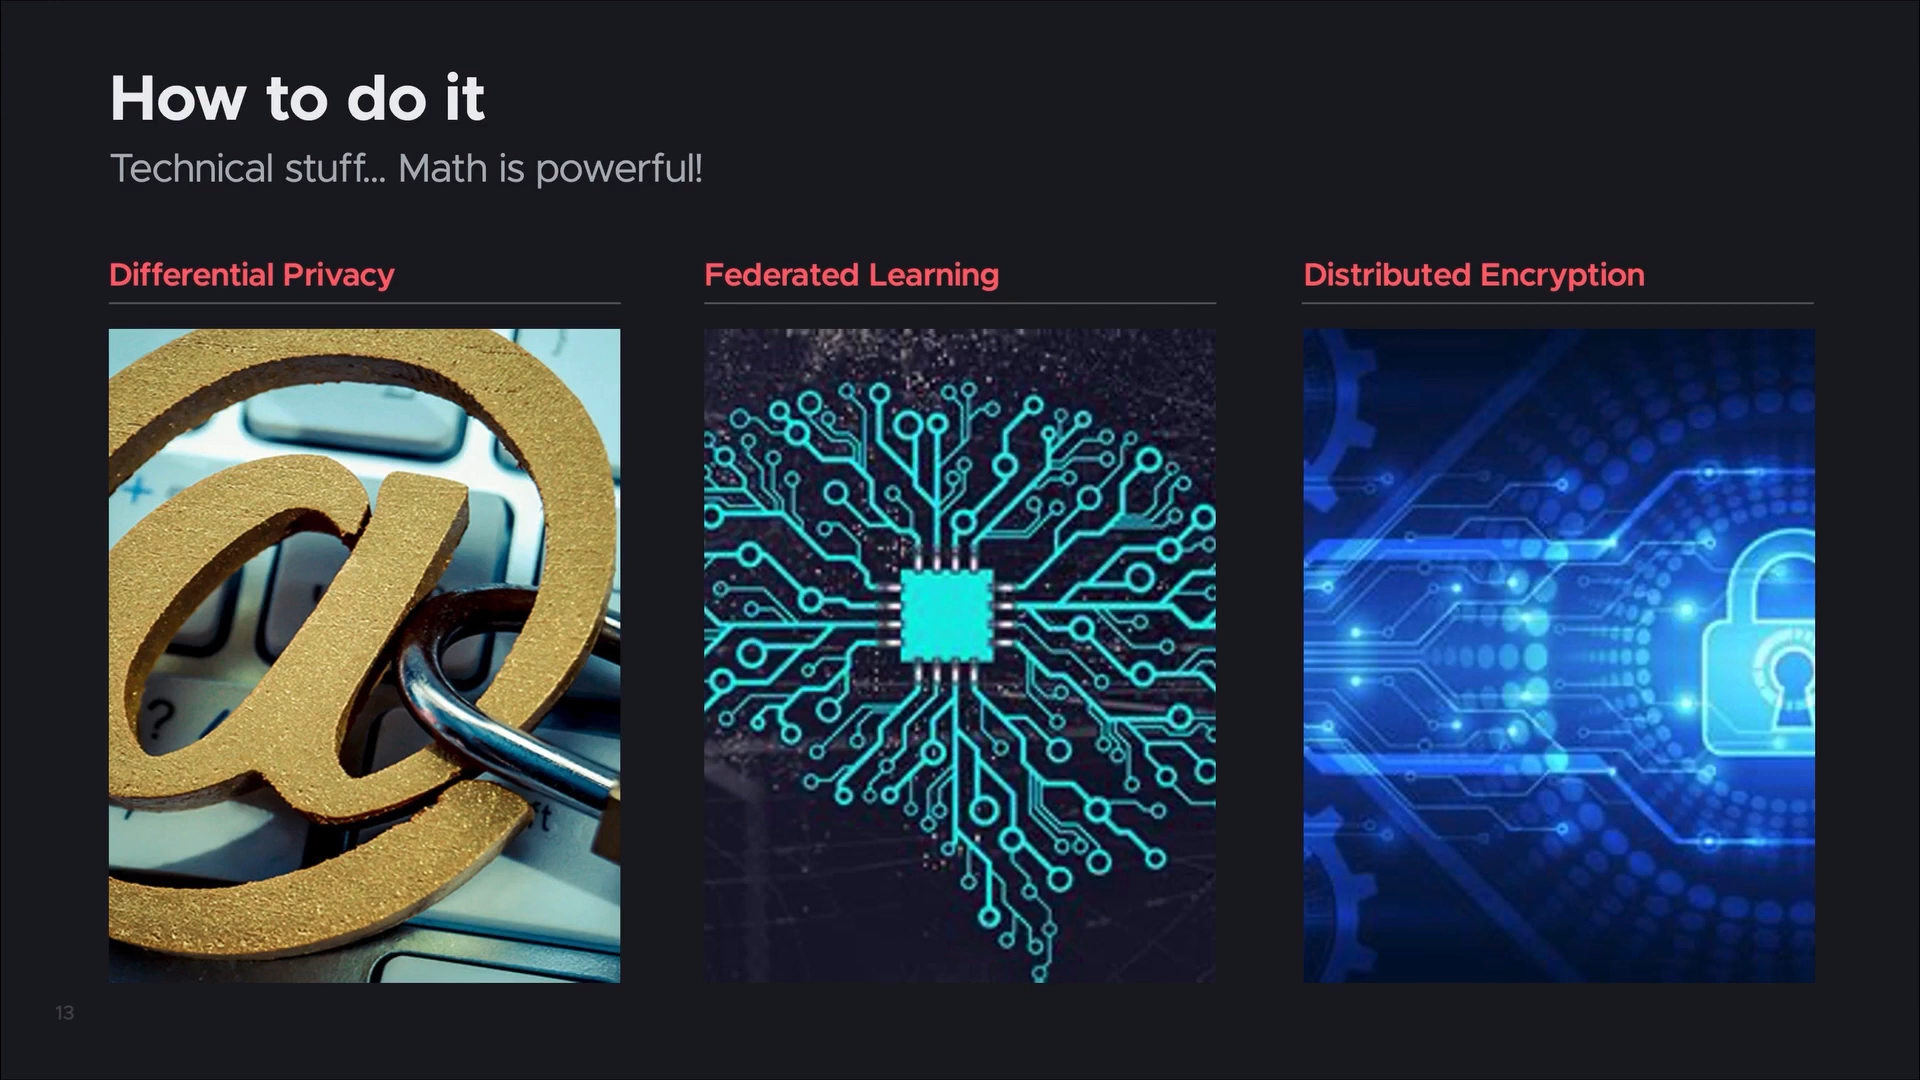 How to do it
Technical stuff... Math is powerful!
Differential Privacy
Federated Learning
Distributed Encryption
?
13